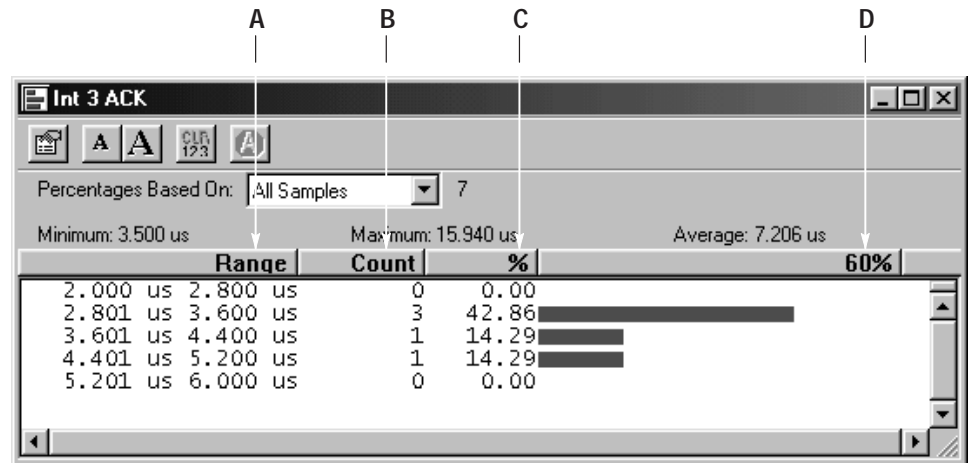 A B C D
Int 3 ACK
A A CLR 123 A
Percentages Based On: All Samples 7
Minimum: 3.500 us Maximum: 15.940 us Average: 7.206 us
Range Count % 60%
2.000 us 2.800 us 0 0.00
2.801 us 3.600 us 3 42.86
3.601 us 4.400 us 1 14.29
4.401 us 5.200 us 1 14.29
5.201 us 6.000 us 0 0.00